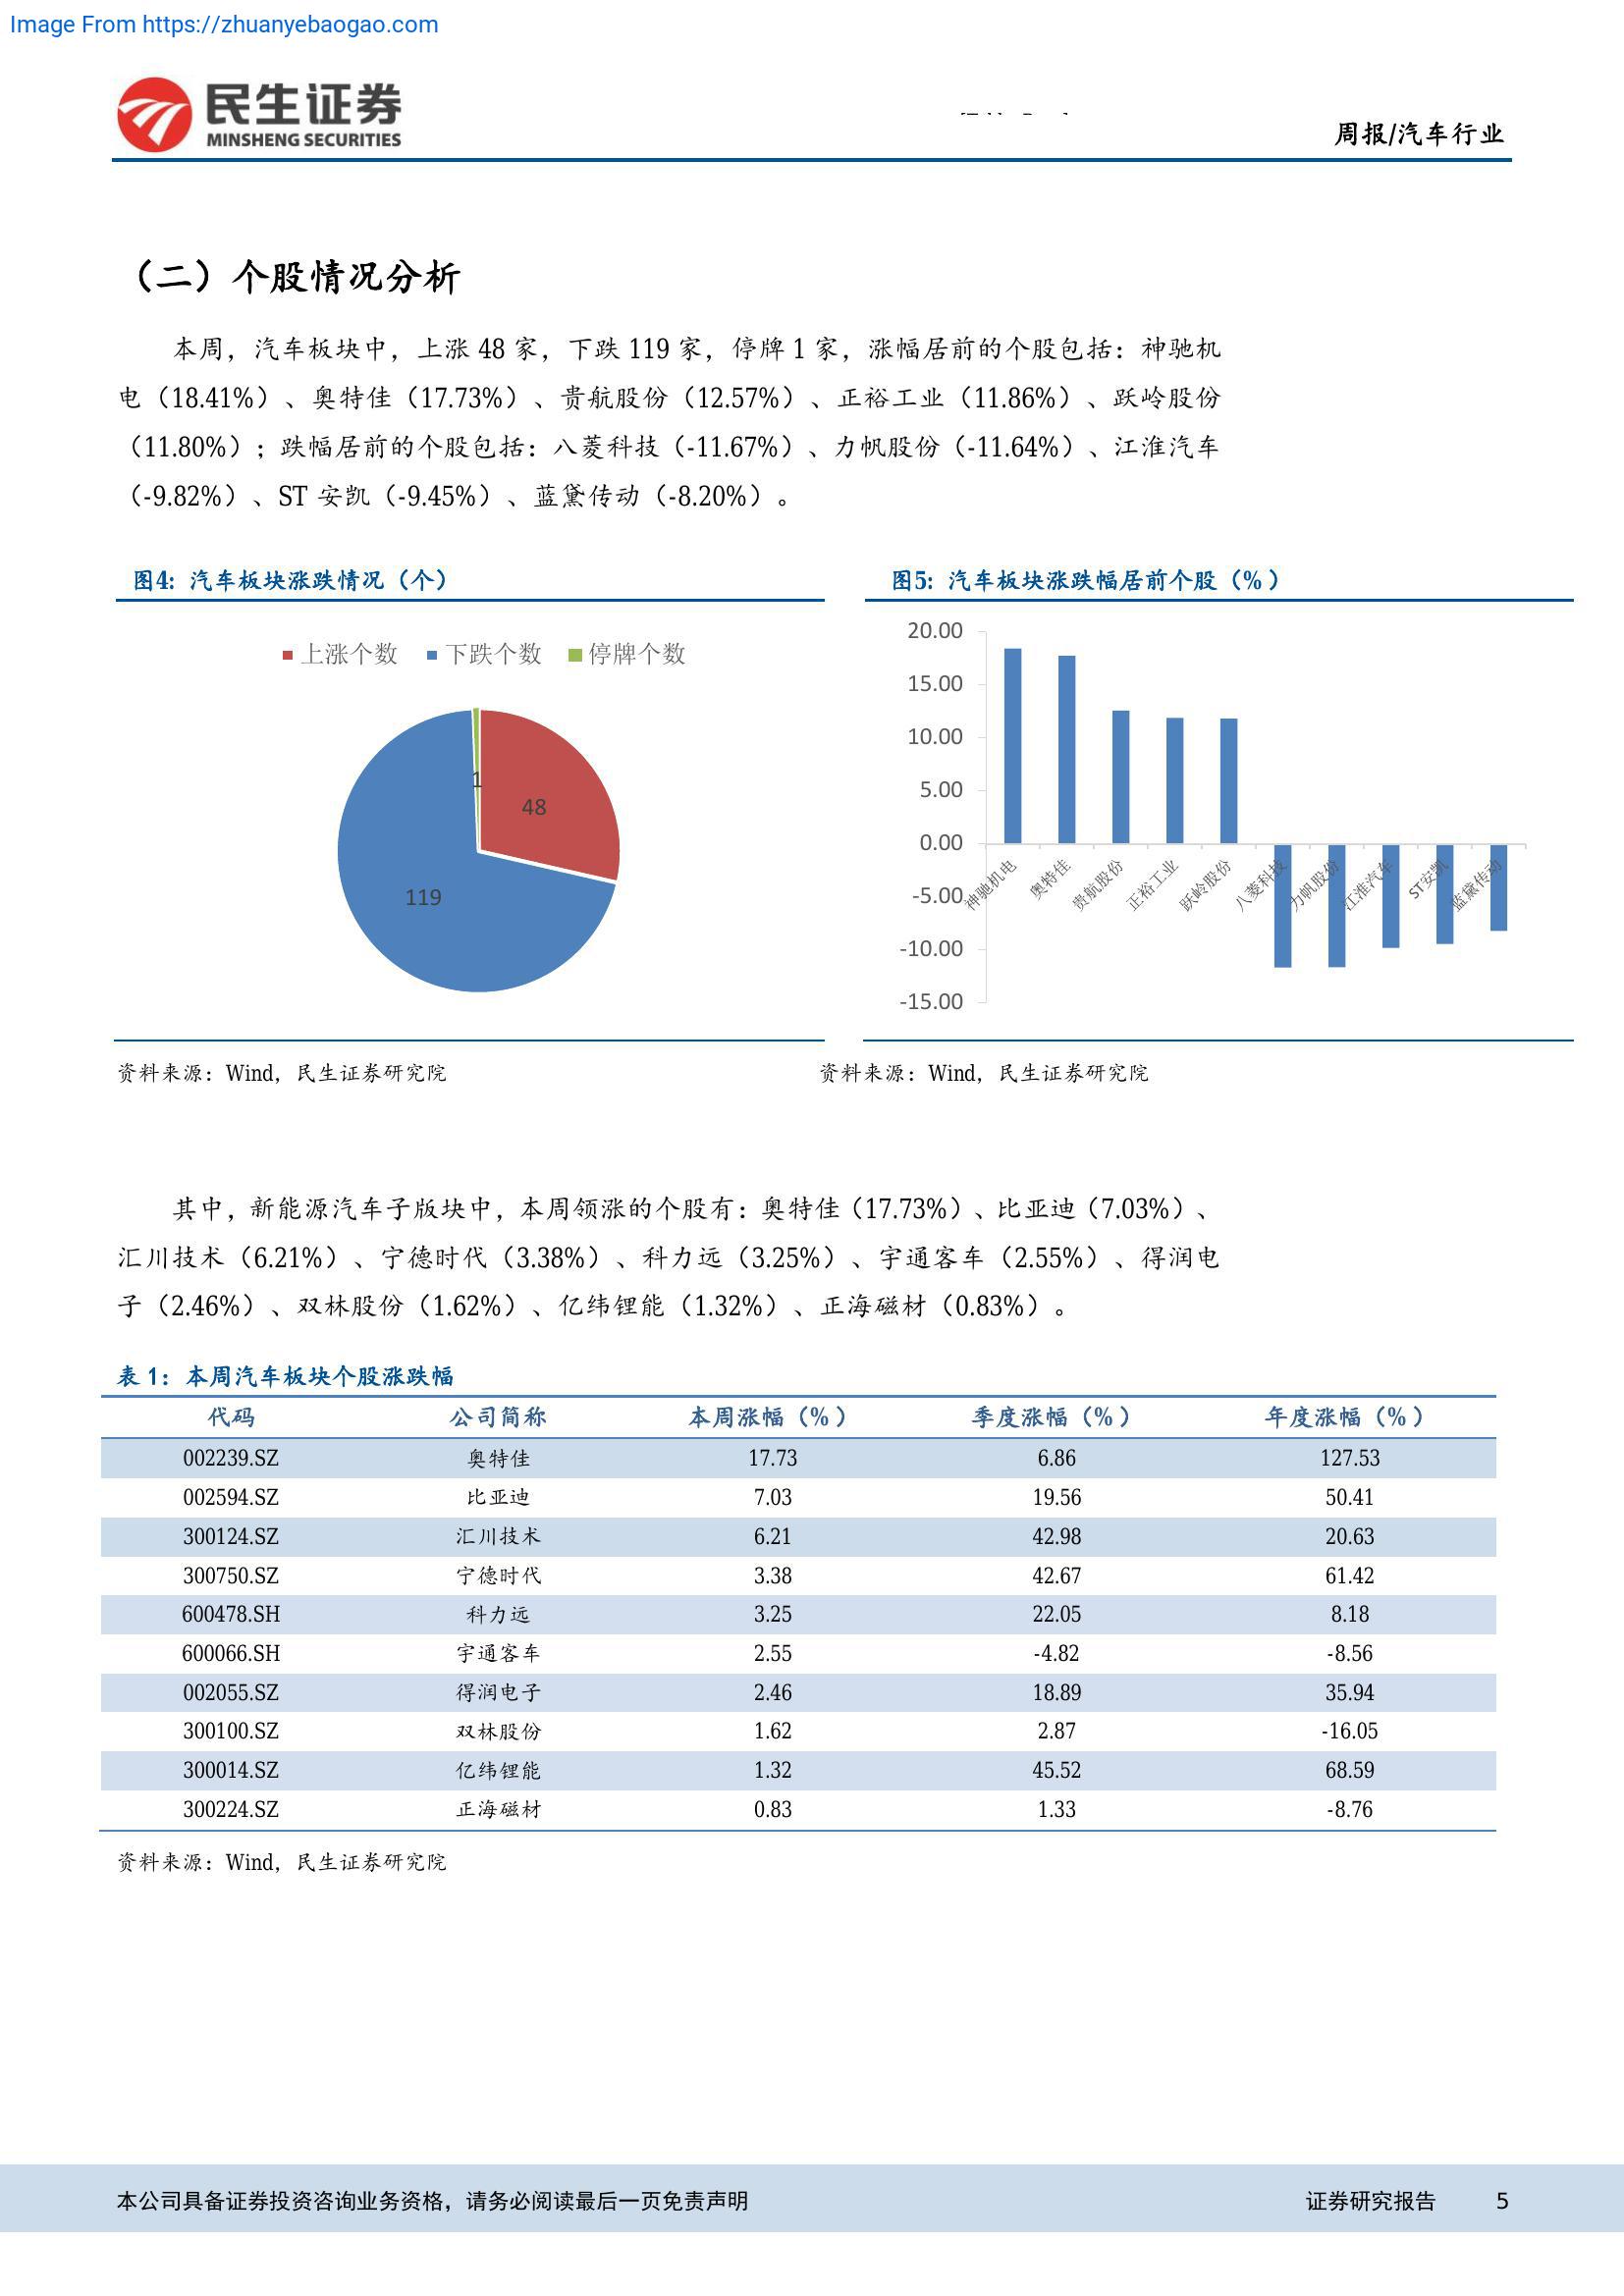 Image From https://zhuanyebaogao.com
民生证券
MINSHENG SECURITIES
周报/汽车行业
（二）个股情况分析
本周，汽车板块中，上涨 48 家，下跌 119 家，停牌 1 家，涨幅居前的个股包括：神驰机
电（18.41%）、奥特佳（17.73%）、贵航股份（12.57%）、正裕工业（11.86%）、跃岭股份
（11.80%）；跌幅居前的个股包括：八菱科技（-11.67%）、力帆股份（-11.64%）、江淮汽车
（-9.82%）、ST 安凯（-9.45%）、蓝黛传动（-8.20%）。
图4: 汽车板块涨跌情况（个）
上涨个数 下跌个数 停牌个数
1
48
119
资料来源：Wind，民生证券研究院
图5: 汽车板块涨跌幅居前个股（%）
20.00
15.00
10.00
5.00
0.00
-5.00
-10.00
-15.00
神驰机电 奥特佳 贵航股份 正裕工业 跃岭股份 八菱科技 力帆股份 江淮汽车 ST安凯 蓝黛传动
资料来源：Wind，民生证券研究院
其中，新能源汽车子版块中，本周领涨的个股有：奥特佳（17.73%）、比亚迪（7.03%）、
汇川技术（6.21%）、宁德时代（3.38%）、科力远（3.25%）、宇通客车（2.55%）、得润电
子（2.46%）、双林股份（1.62%）、亿纬锂能（1.32%）、正海磁材（0.83%）。
表 1：本周汽车板块个股涨跌幅
代码 公司简称 本周涨幅（%） 季度涨幅（%） 年度涨幅（%）
002239.SZ 奥特佳 17.73 6.86 127.53
002594.SZ 比亚迪 7.03 19.56 50.41
300124.SZ 汇川技术 6.21 42.98 20.63
300750.SZ 宁德时代 3.38 42.67 61.42
600478.SH 科力远 3.25 22.05 8.18
600066.SH 宇通客车 2.55 -4.82 -8.56
002055.SZ 得润电子 2.46 18.89 35.94
300100.SZ 双林股份 1.62 2.87 -16.05
300014.SZ 亿纬锂能 1.32 45.52 68.59
300224.SZ 正海磁材 0.83 1.33 -8.76
资料来源：Wind，民生证券研究院
本公司具备证券投资咨询业务资格，请务必阅读最后一页免责声明
证券研究报告 5